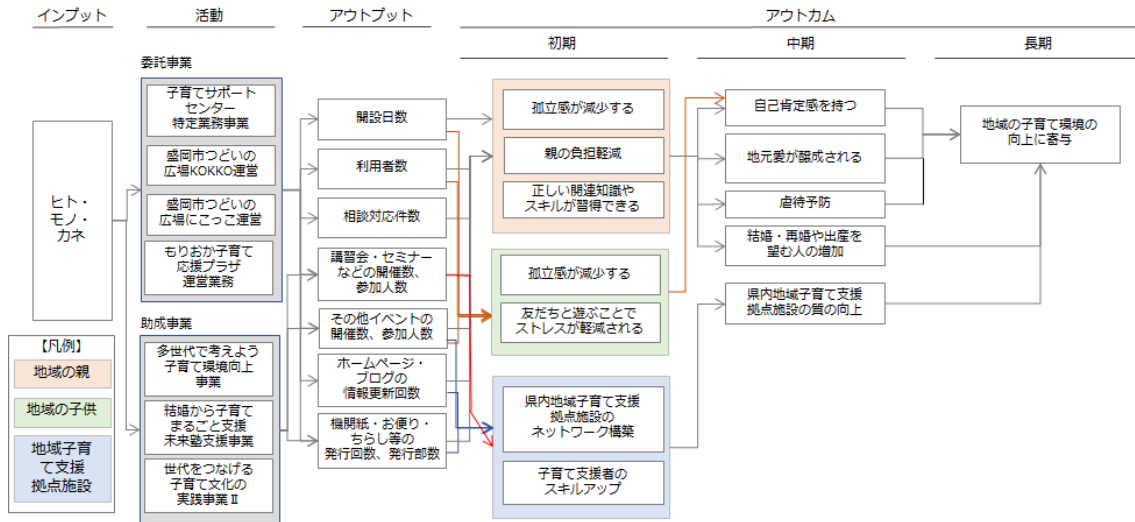 インプット
活動
アウトプット
アウトカム
初期
中期
長期
ヒト・
モノ・
カネ
【凡例】
地域の親
地域の子供
地域子育
て支援
拠点施設
委託事業
子育てサポート
センター
特定業務事業
盛岡市つどいの
広場KOKKO運営
盛岡市つどいの
広場にこっこ運営
もりおか子育て
応援プラザ
運営業務
助成事業
多世代で考えよう
子育て環境向上
事業
結婚から子育て
まるごと支援
未来塾支援事業
世代をつなげる
子育て文化の
実践事業Ⅱ
開設日数
利用者数
相談対応件数
講習会・セミナー
などの開催数、
参加人数
その他イベントの
開催数、参加人数
ホームページ・
ブログの
情報更新回数
機関紙・お便り・
ちらし等の
発行回数、発行部数
孤立感が減少する
親の負担軽減
正しい関連知識や
スキルが習得できる
孤立感が減少する
友だちと遊ぶことで
ストレスが軽減される
県内地域子育て支援
拠点施設の
ネットワーク構築
子育て支援者の
スキルアップ
自己肯定感を持つ
地元愛が醸成される
虐待予防
結婚・再婚や出産を
望む人の増加
県内地域子育て支援
拠点施設の質の向上
地域の子育て環境の
向上に寄与